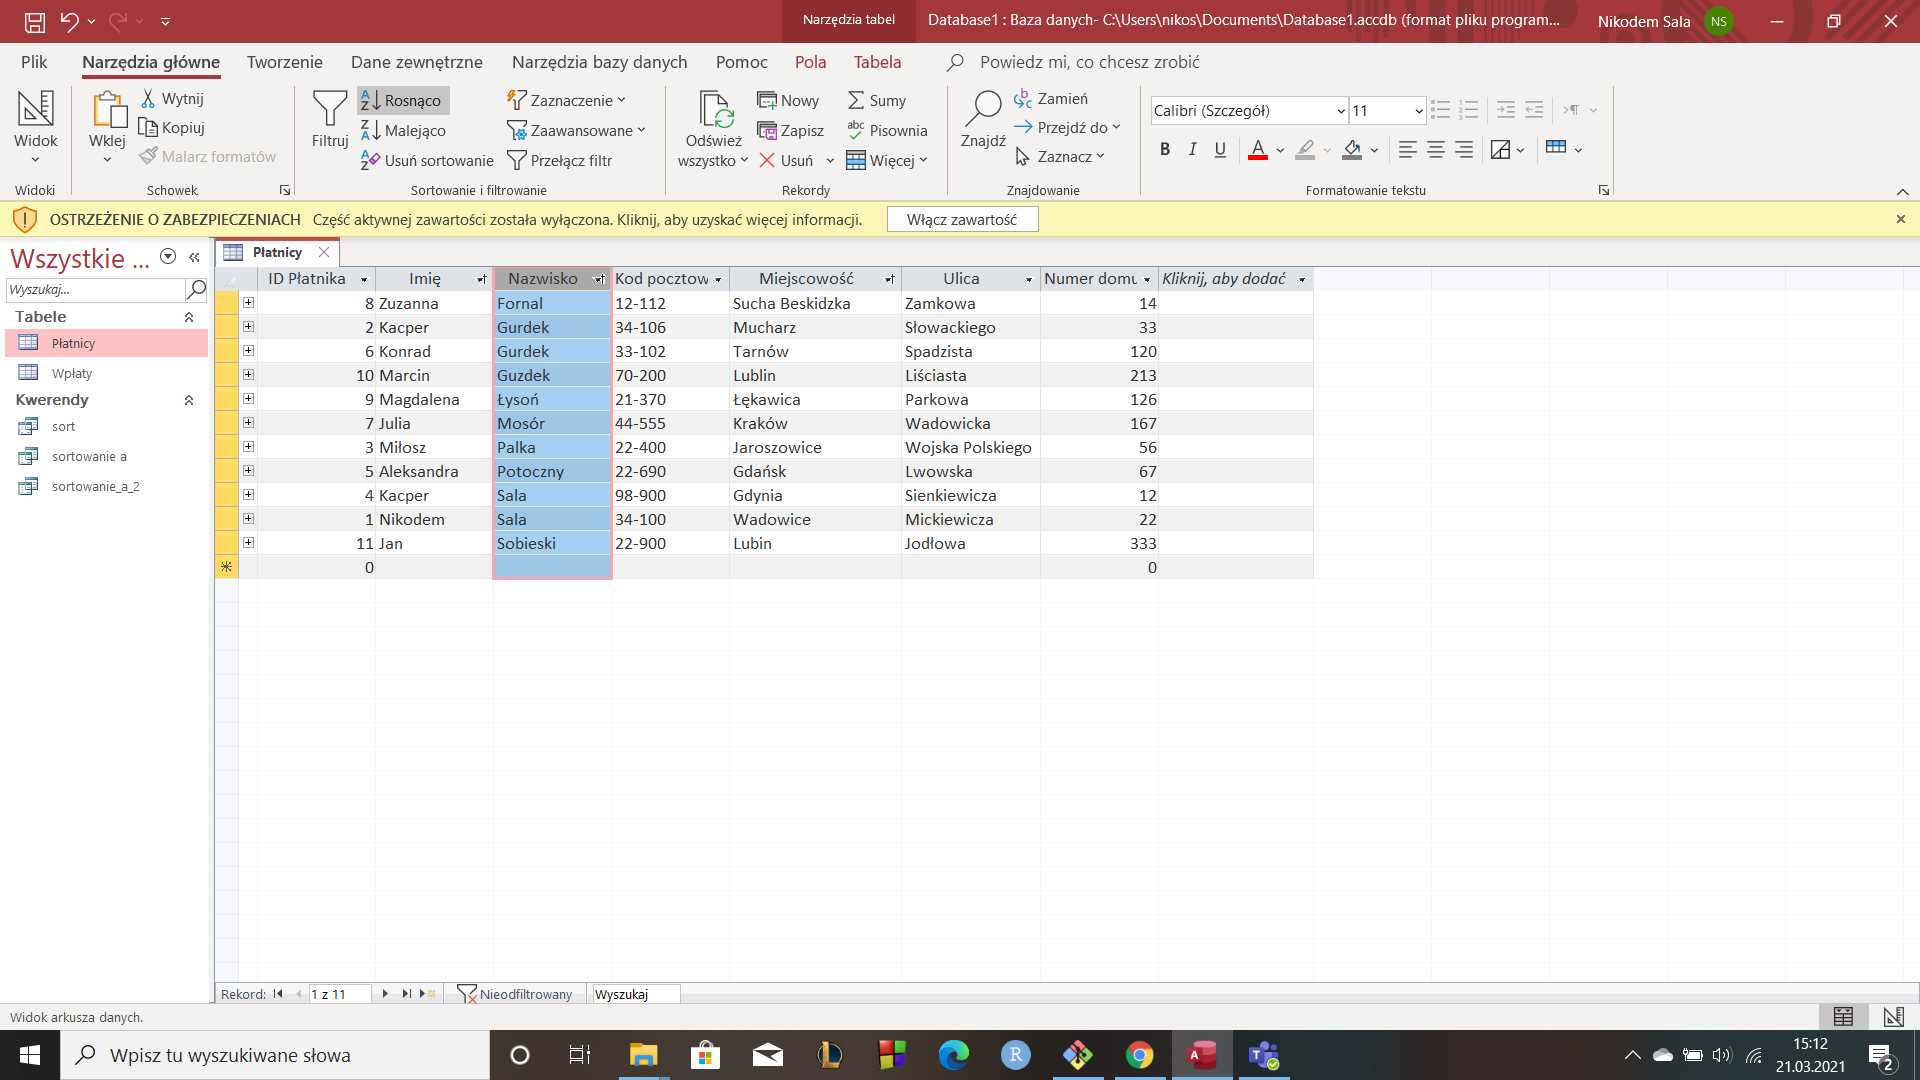 Narzędzia tabel
Database1 : Baza danych- C:\Users\nikos\Documents\Database1.accdb (format pliku program...
Nikodem Sala NS
Plik Narzędzia główne Tworzenie Dane zewnętrzne Narzędzia bazy danych Pomoc Pola Tabela Powiedz mi, co chcesz zrobić
Widok
Widoki
Wklej
Wytnij
Kopiuj
Malarz formatów
Schowek
Filtruj
Rosnąco
Malejąco
Usuń sortowanie
Zaznaczenie
Zaawansowane
Przełącz filtr
Sortowanie i filtrowanie
Odśwież
wszystko
Nowy
Zapisz
Usuń
Sumy
Pisownia
Więcej
Rekordy
Znajdź
Zamień
Przejdź do
Zaznacz
Znajdowanie
Calibri (Szczegół) 11
B I U A
Formatowanie tekstu
OSTRZEŻENIE O ZABEZPIECZENIACH Część aktywnej zawartości została wyłączona. Kliknij, aby uzyskać więcej informacji. Włącz zawartość
Wszystkie ...
Wyszukaj...
Tabele
Płatnicy
Wpłaty
Kwerendy
sort
sortowanie a
sortowanie_a_2
Płatnicy
ID Płatnika Imię Nazwisko Kod pocztow Miejscowość Ulica Numer domu Kliknij, aby dodać
8 Zuzanna Fornal 12-112 Sucha Beskidzka Zamkowa 14
2 Kacper Gurdek 34-106 Mucharz Słowackiego 33
6 Konrad Gurdek 33-102 Tarnów Spadzista 120
10 Marcin Guzdek 70-200 Lublin Liściasta 213
9 Magdalena Łysoń 21-370 Łękawica Parkowa 126
7 Julia Mosór 44-555 Kraków Wadowicka 167
3 Miłosz Palka 22-400 Jaroszowice Wojska Polskiego 56
5 Aleksandra Potoczny 22-690 Gdańsk Lwowska 67
4 Kacper Sala 98-900 Gdynia Sienkiewicza 12
1 Nikodem Sala 34-100 Wadowice Mickiewicza 22
11 Jan Sobieski 22-900 Lubin Jodłowa 333
0 0
Rekord: 1 z 11 Nieodfiltrowany Wyszukaj
Widok arkusza danych.
Wpisz tu wyszukiwane słowa
15:12
21.03.2021
2